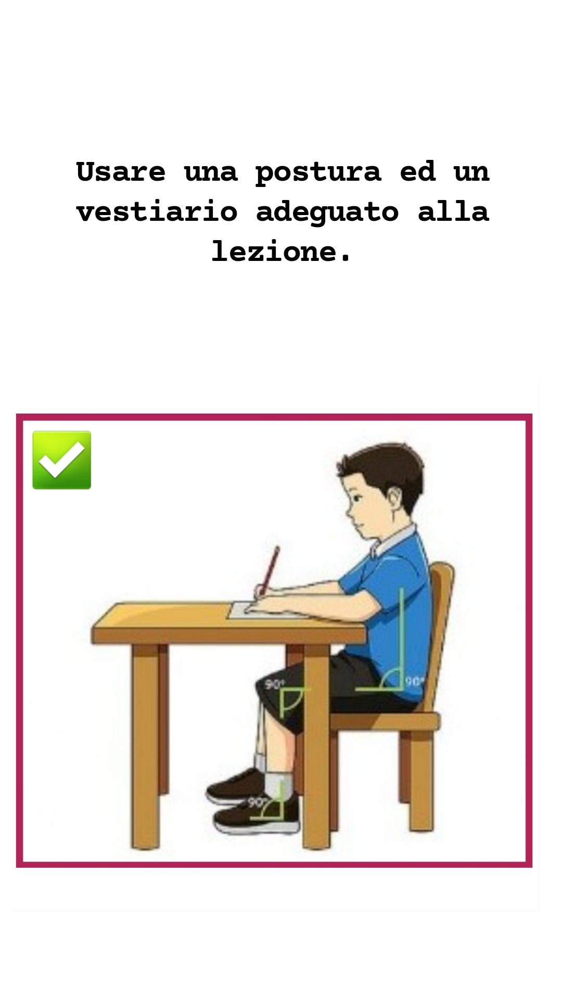 Usare una postura ed un
vestiario adeguato alla
lezione.
90°
90°
90°